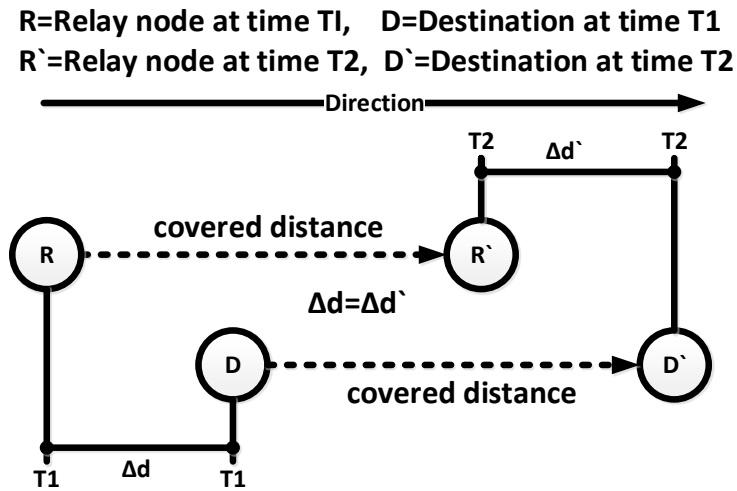 R=Relay node at time TI, D=Destination at time T1
R`=Relay node at time T2, D`=Destination at time T2
Direction
T2 T2
Δd`
covered distance
R R`
Δd=Δd`
D D`
covered distance
Δd
T1 T1